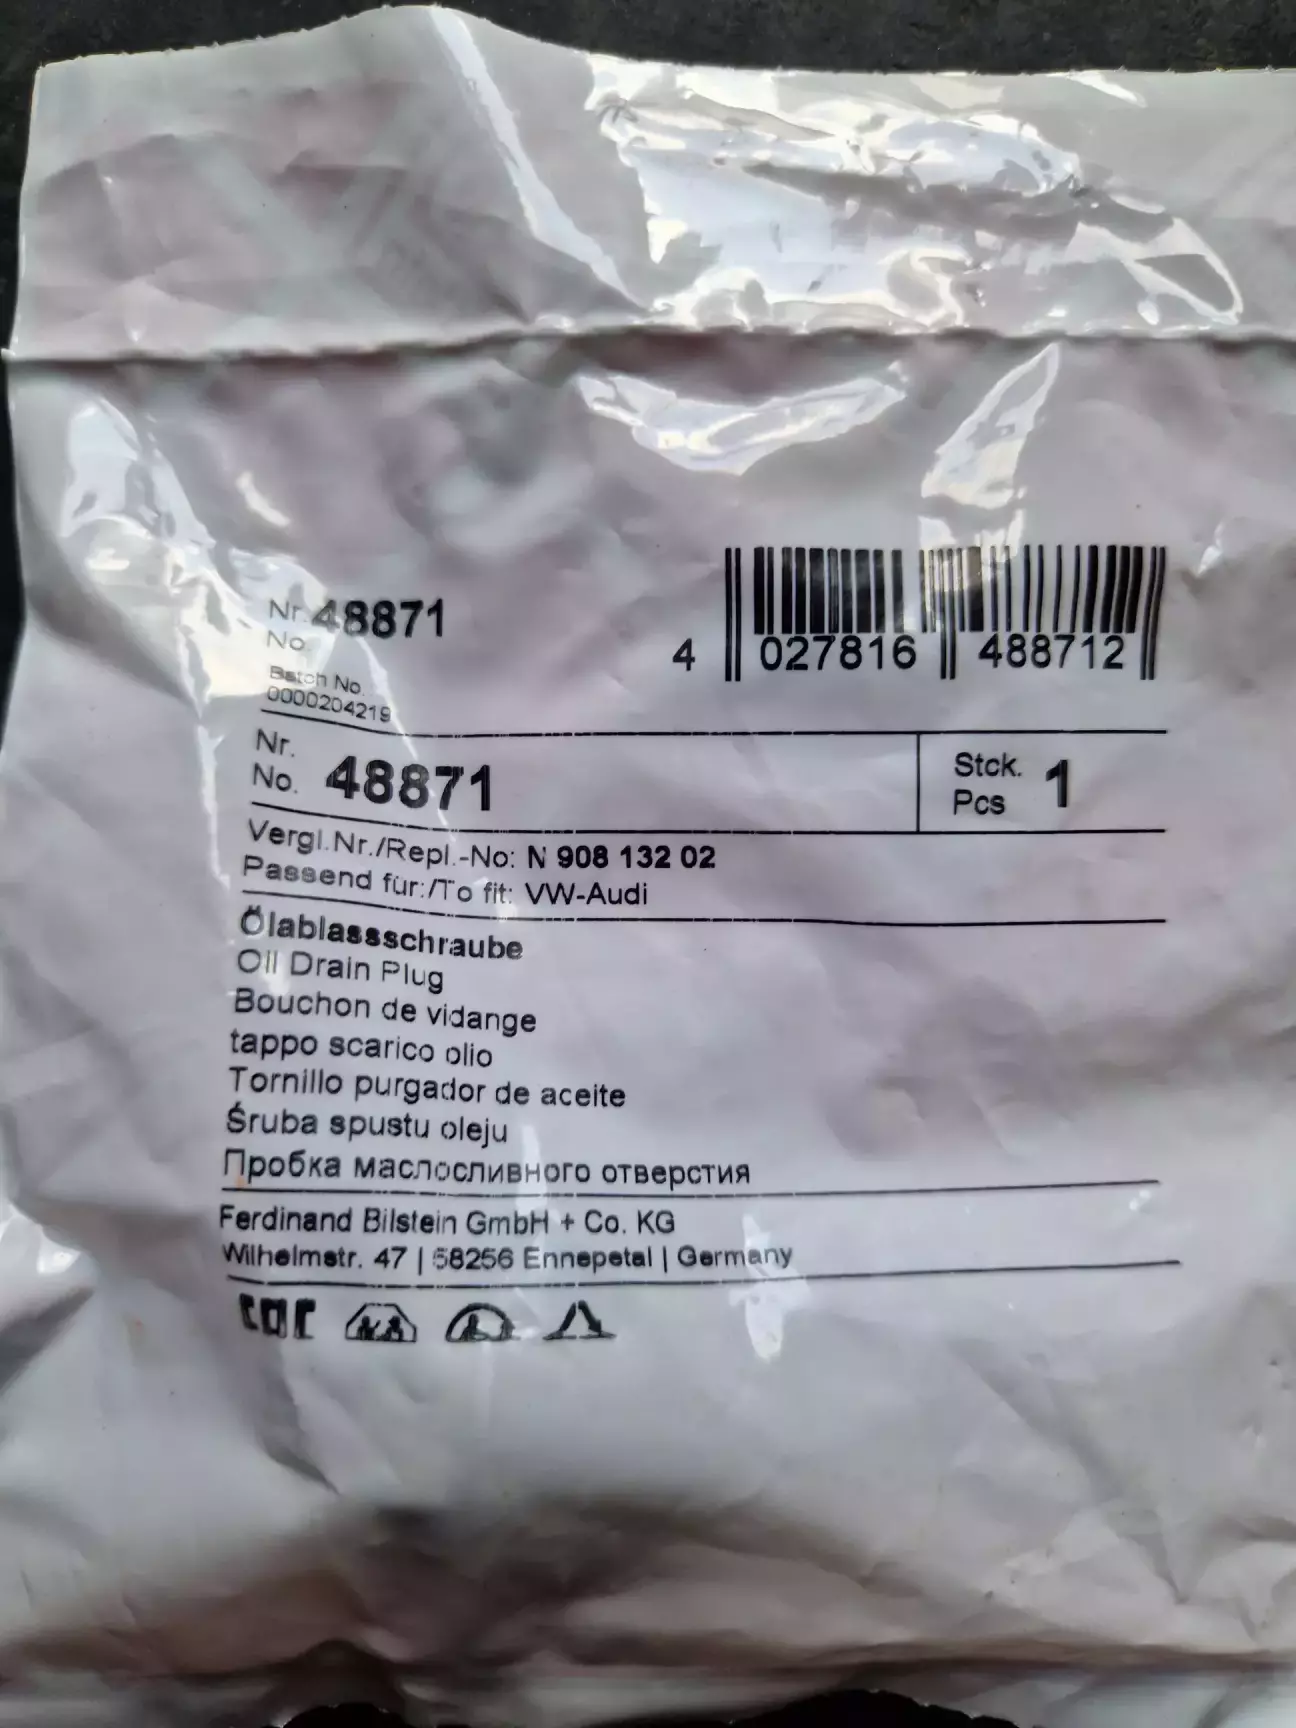 Nr. 48871
No.
Batch No.
0000204219
4 027816 488712
Nr.
No. 48871
Stck.
Pcs 1
Vergl.Nr./Repl.-No: N 908 132 02
Passend für:/To fit: VW-Audi
Ölablassschraube
Oil Drain Plug
Bouchon de vidange
tappo scarico olio
Tornillo purgador de aceite
Śruba spustu oleju
Пробка маслосливного отверстия
Ferdinand Bilstein GmbH + Co. KG
Wilhelmstr. 47 | 58256 Ennepetal | Germany